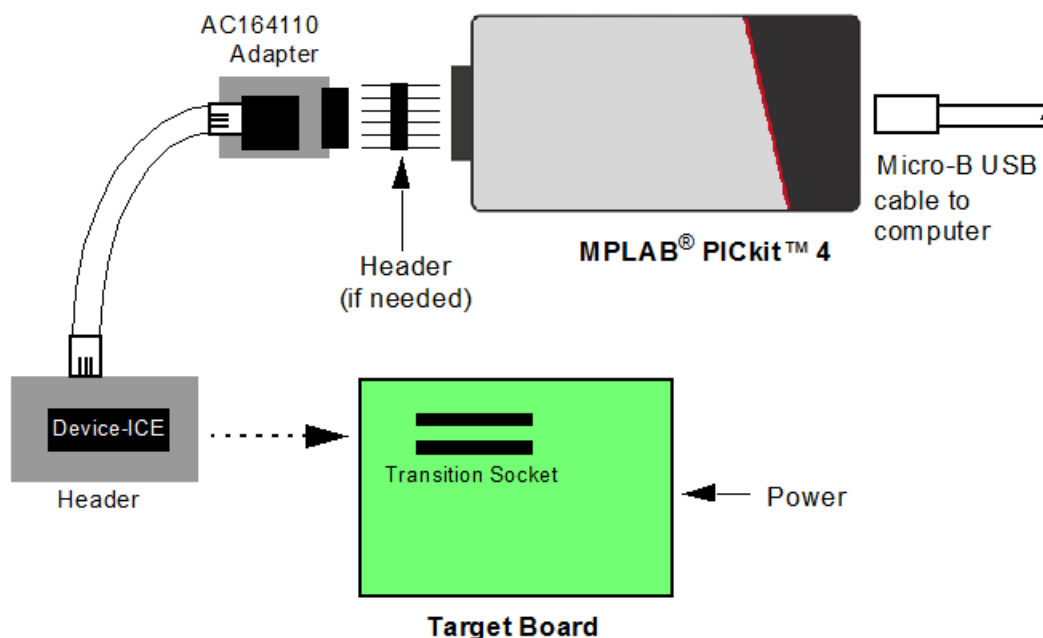 AC164110
Adapter
Micro-B USB
cable to
computer
MPLAB® PICkit™ 4
Header
(if needed)
Device-ICE
Header
Transition Socket
Power
Target Board